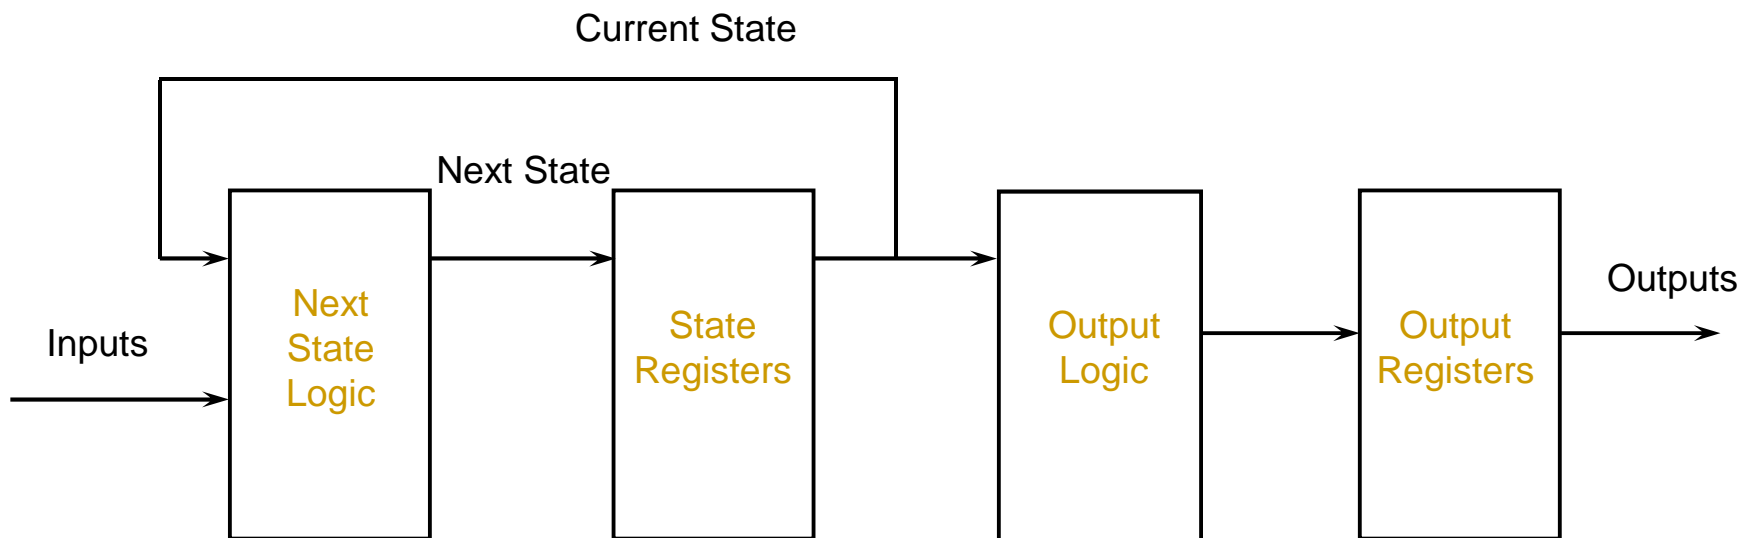 Current State
Next State
Inputs
Next
State
Logic
State
Registers
Output
Logic
Output
Registers
Outputs